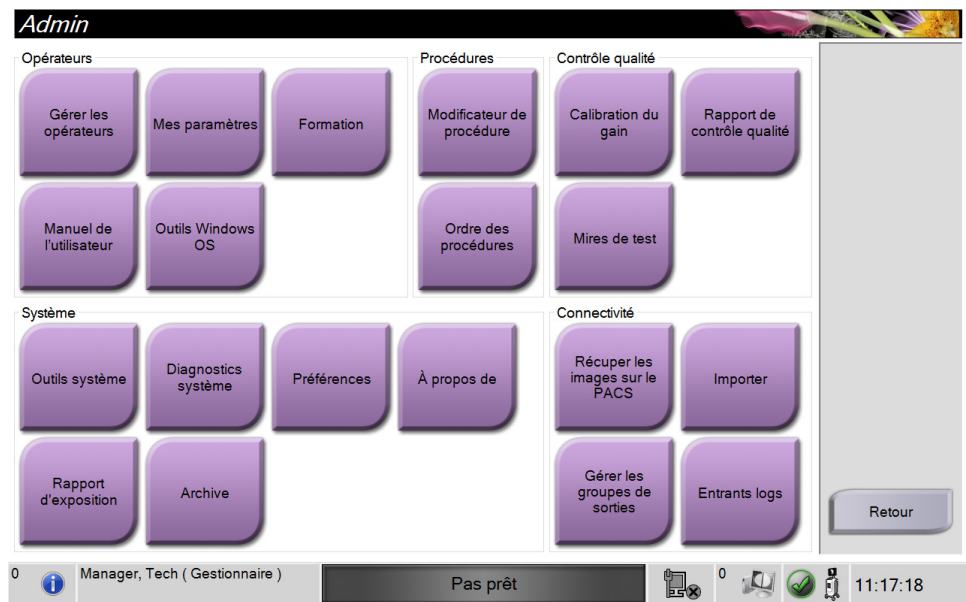 Admin
Opérateurs
Gérer les
opérateurs
Mes paramètres
Formation
Manuel de
l'utilisateur
Outils Windows
OS
Procédures
Modificateur de
procédure
Ordre des
procédures
Contrôle qualité
Calibration du
gain
Rapport de
contrôle qualité
Mires de test
Système
Outils système
Diagnostics
système
Préférences
À propos de
Rapport
d'exposition
Archive
Connectivité
Récuper les
images sur le
PACS
Importer
Gérer les
groupes de
sorties
Entrants logs
Retour
0
Manager, Tech ( Gestionnaire )
Pas prêt
0
11:17:18